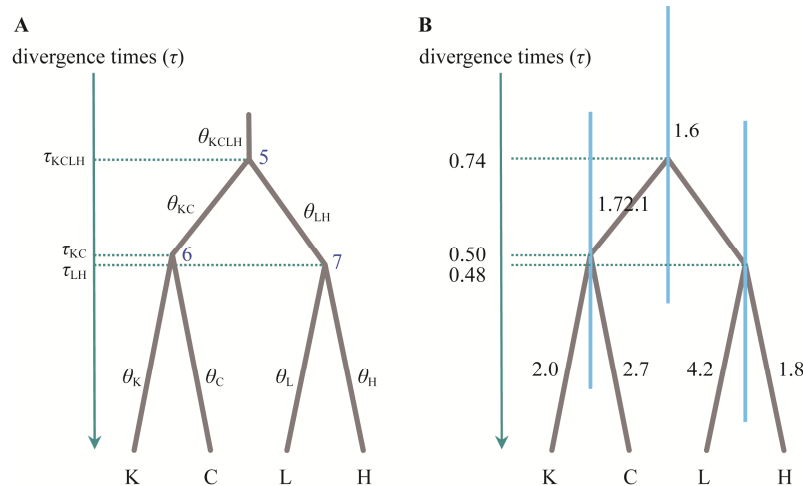 A
divergence times (τ)
θKCLH
τKCLH
5
θKC
θLH
τKC
6
τLH
7
θK
θC
θL
θH
K C L H
B
divergence times (τ)
1.6
0.74
1.72.1
0.50
0.48
2.0
2.7
4.2
1.8
K C L H